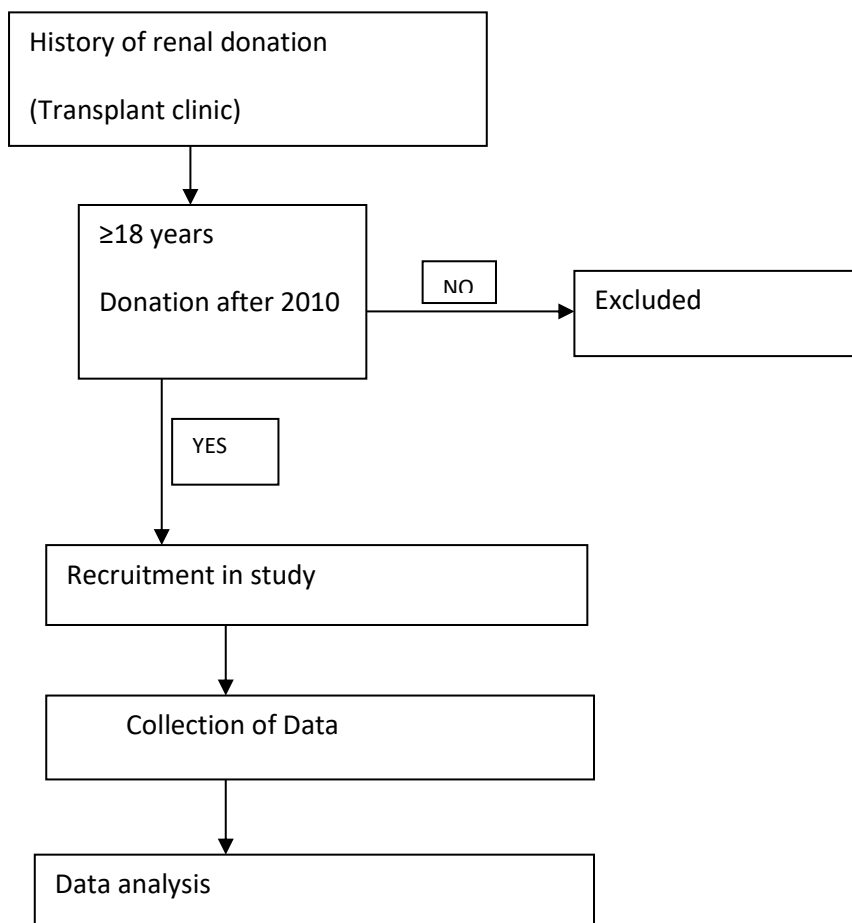 History of renal donation
(Transplant clinic)
≥18 years
Donation after 2010
NO
Excluded
YES
Recruitment in study
Collection of Data
Data analysis